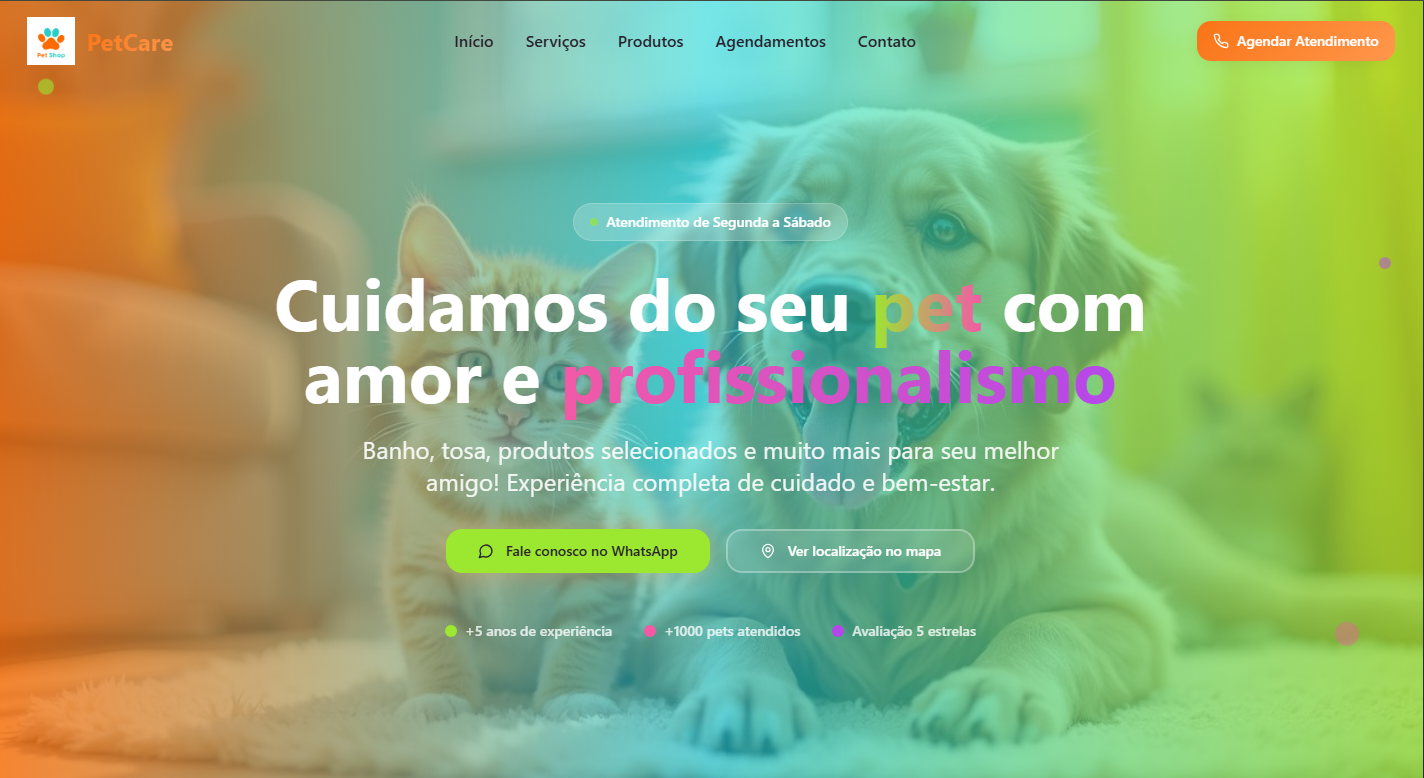 Pet Shop
PetCare
Início
Serviços
Produtos
Agendamentos
Contato
Agendar Atendimento
Atendimento de Segunda a Sábado
Cuidamos do seu pet com
amor e profissionalismo
Banho, tosa, produtos selecionados e muito mais para seu melhor
amigo! Experiência completa de cuidado e bem-estar.
Fale conosco no WhatsApp
Ver localização no mapa
+5 anos de experiência
+1000 pets atendidos
Avaliação 5 estrelas